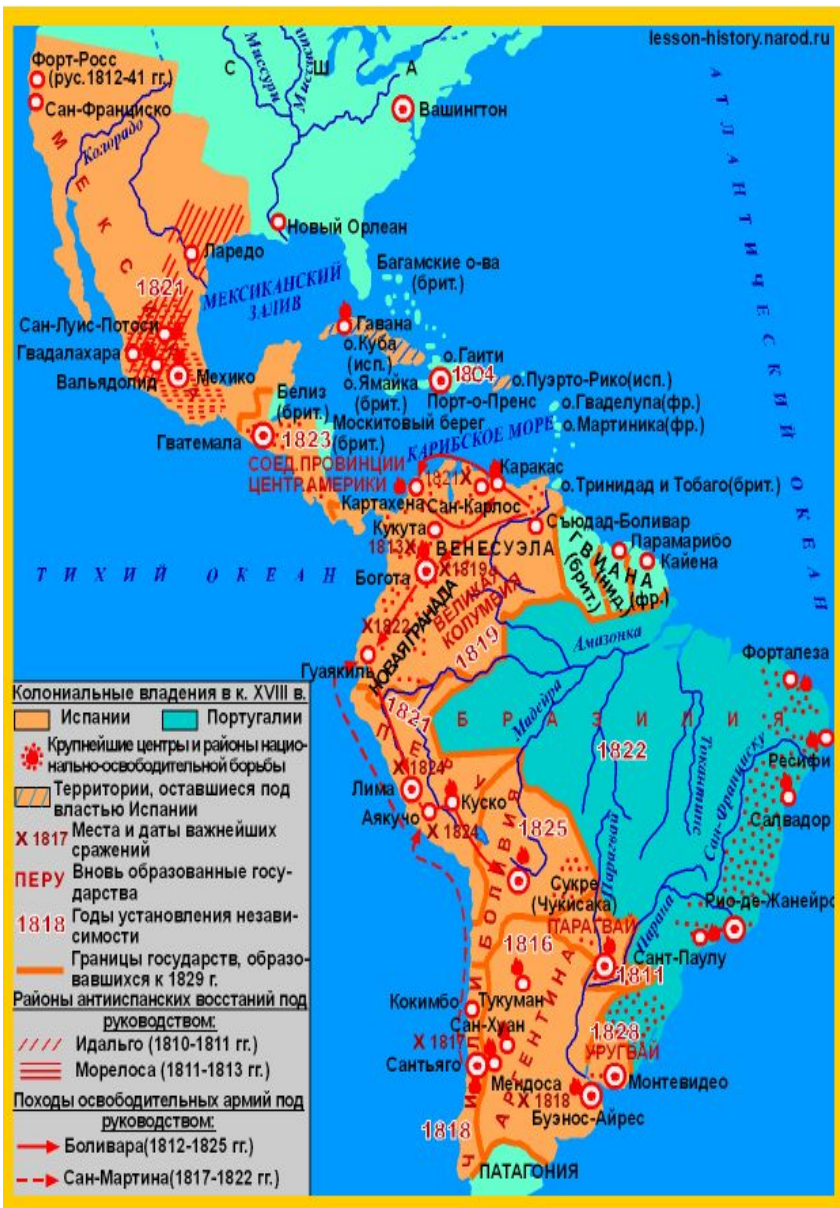 lesson-history.narod.ru
Форт-Росс
(рус.1812-41 гг.)
Сан-Франциско
Миссури
С Ш А
Вашингтон
Колорадо
МЕКСИКА
Новый Орлеан
Ларедо
1821
МЕКСИКАНСКИЙ
ЗАЛИВ
Багамские о-ва
(брит.)
АТЛАНТИЧЕСКИЙ ОКЕАН
Сан-Луис-Потоси
Гвадалахара
Вальядолид
Мехико
Гавана
о.Куба
(исп.)
о.Гаити
1804
о.Ямайка
(брит.)
Порт-о-Пренс
о.Пуэрто-Рико(исп.)
о.Гваделупа(фр.)
о.Мартиника(фр.)
Белиз
(брит.)
Москитовый берег
(брит.)
Гватемала
1823
СОЕД.ПРОВИНЦИИ
ЦЕНТ.АМЕРИКИ
КАРИБСКОЕ МОРЕ
Каракас
1821 X
Картахена
Сан-Карлос
о.Тринидад и Тобаго(брит.)
Кукута
Сьюдад-Боливар
1813 X
ВЕНЕСУЭЛА
Парамарибо
Кайена
ГВИАНА
(брит.)
(нид.)
(фр.)
ТИХИЙ ОКЕАН
Богота
X 1819
ВЕЛИКАЯ
КОЛУМБИЯ
НОВАЯ ГРАНАДА
1819
X 1822
Гуаякиль
Амазонка
Форталеза
БРАЗИЛИЯ
1822
Мадейра
Токантинс
Сан-Франциску
Ресифи
Салвадор
1821
ПЕРУ
X 1824
Лима
Куско
Аякучо
X 1824
БОЛИВИЯ
1825
Сукре
(Чукисака)
Парагвай
Парана
Рио-де-Жанейро
Сант-Паулу
ПАРАГВАЙ
1811
1816
Кокимбо
Тукуман
Сан-Хуан
X 1817
Сантьяго
Мендоса
X 1818
АРГЕНТИНА
1828
УРУГВАЙ
Монтевидео
Буэнос-Айрес
ЧИЛИ
1818
ПАТАГОНИЯ
Колониальные владения в к. XVIII в.
Испании
Португалии
Крупнейшие центры и районы нацио-
нально-освободительной борьбы
Территории, оставшиеся под
властью Испании
X 1817 Места и даты важнейших
сражений
ПЕРУ Вновь образованные госу-
дарства
1818 Годы установления незави-
симости
Границы государств, образо-
вавшихся к 1829 г.
Районы антииспанских восстаний под
руководством:
Идальго (1810-1811 гг.)
Морелоса (1811-1813 гг.)
Походы освободительных армий под
руководством:
Боливара(1812-1825 гг.)
Сан-Мартина(1817-1822 гг.)